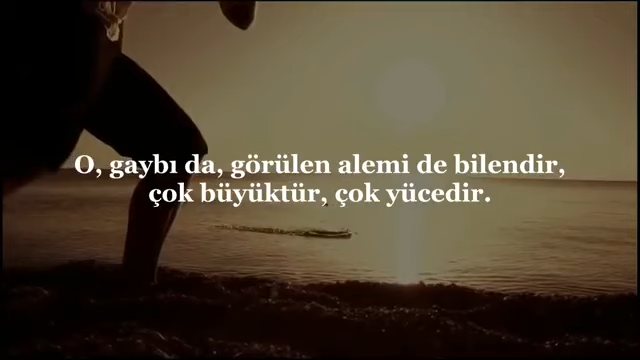 O, gaybı da, görülen alemi de bilendir,
çok büyüktür, çok yücedir.